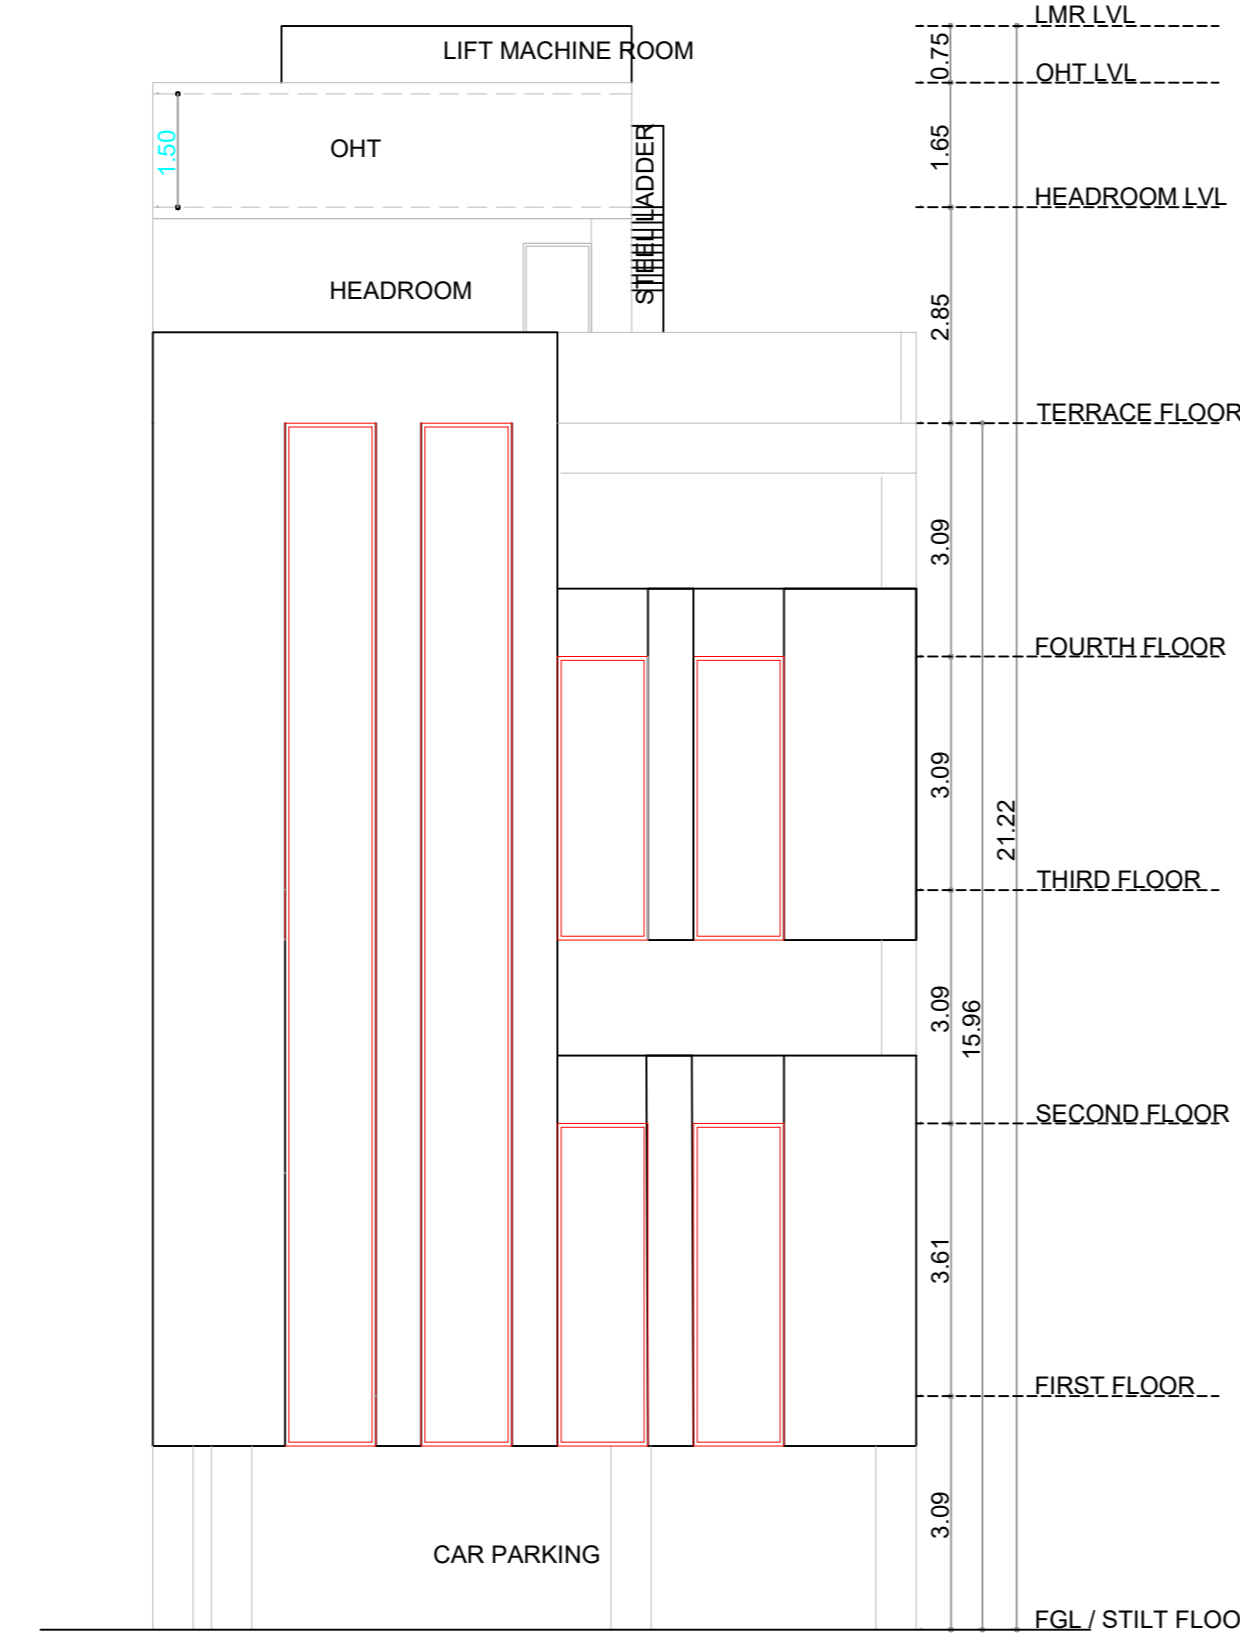 LMR LVL
0.75
LIFT MACHINE ROOM
OHT LVL
1.50
OHT
STEEL LADDER
1.65
HEADROOM LVL
HEADROOM
2.85
TERRACE FLOOR
3.09
FOURTH FLOOR
3.09
21.22
THIRD FLOOR
3.09
15.96
SECOND FLOOR
3.61
FIRST FLOOR
3.09
CAR PARKING
FGL / STILT FLOO